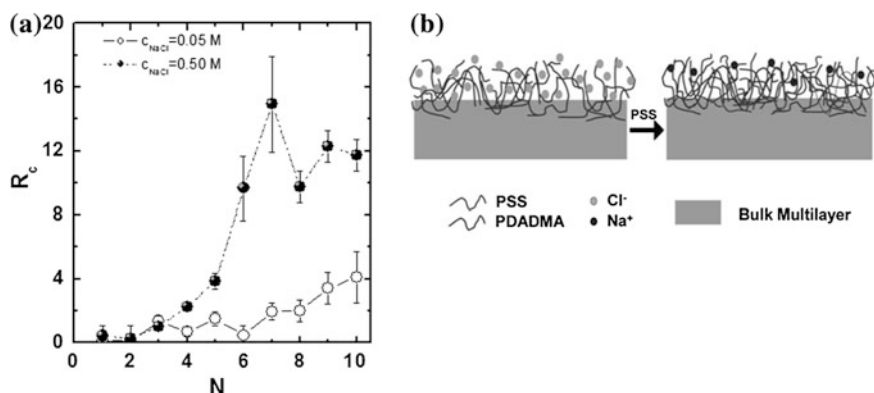 (a)
20
16
12
8
4
0
R_c
c_NaCl=0.05 M
c_NaCl=0.50 M
0 2 4 6 8 10
N
(b)
PSS
PSS
PDADMA
Cl⁻
Na⁺
Bulk Multilayer